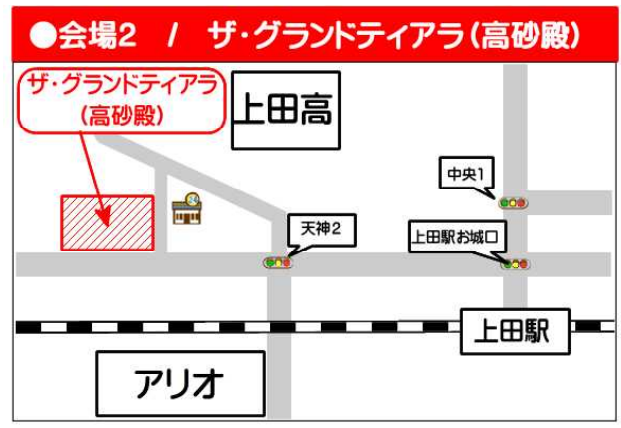 ●会場2 / ザ・グランドティアラ(高砂殿)
ザ・グランドティアラ
(高砂殿)
上田高
中央1
天神2
上田駅お城口
上田駅
アリオ